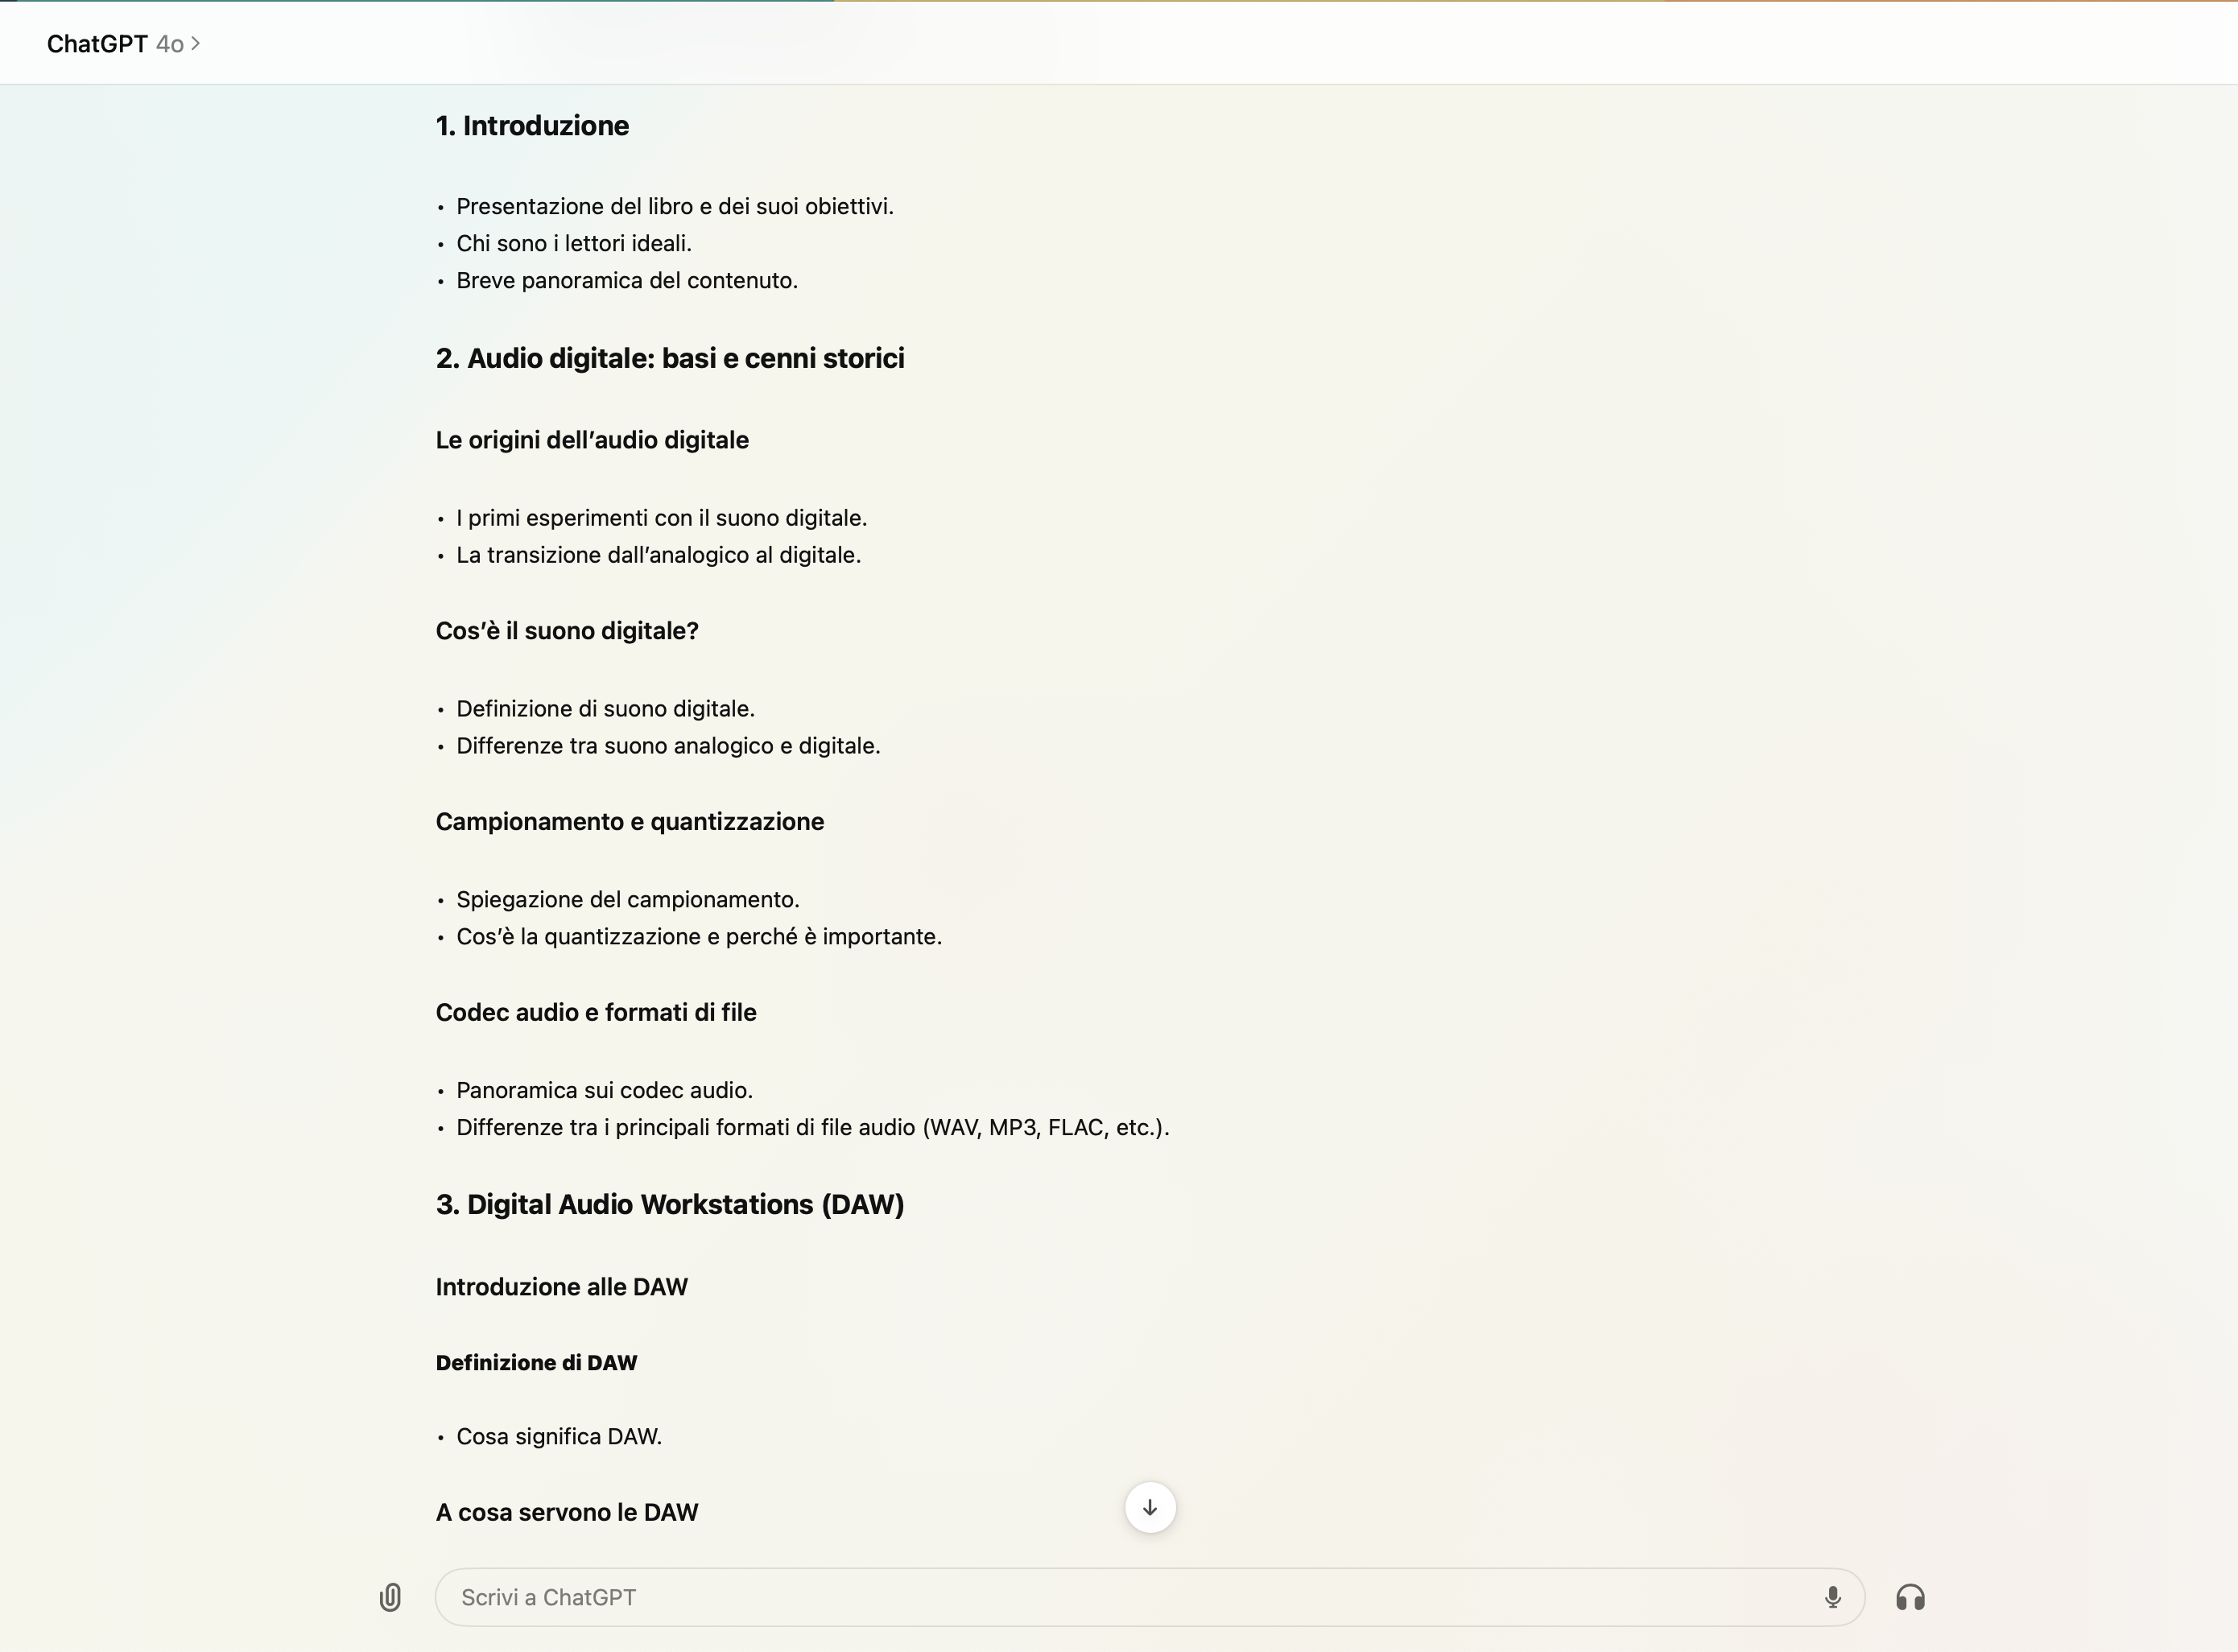 ChatGPT 4o
1. Introduzione
• Presentazione del libro e dei suoi obiettivi.
• Chi sono i lettori ideali.
• Breve panoramica del contenuto.
2. Audio digitale: basi e cenni storici
Le origini dell’audio digitale
• I primi esperimenti con il suono digitale.
• La transizione dall’analogico al digitale.
Cos’è il suono digitale?
• Definizione di suono digitale.
• Differenze tra suono analogico e digitale.
Campionamento e quantizzazione
• Spiegazione del campionamento.
• Cos’è la quantizzazione e perché è importante.
Codec audio e formati di file
• Panoramica sui codec audio.
• Differenze tra i principali formati di file audio (WAV, MP3, FLAC, etc.).
3. Digital Audio Workstations (DAW)
Introduzione alle DAW
Definizione di DAW
• Cosa significa DAW.
A cosa servono le DAW
Scrivi a ChatGPT